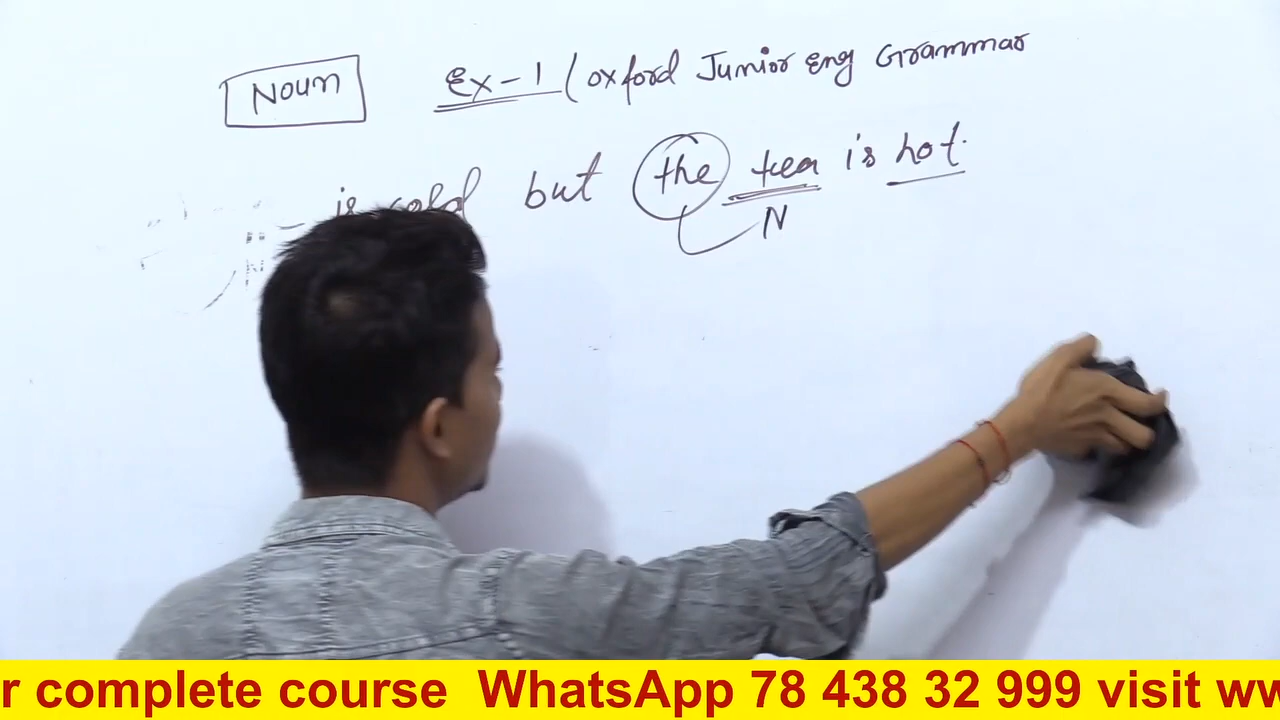 Noun Ex-1 (Oxford Junior Eng Grammar
is cold but the tea is hot.
N
r complete course WhatsApp 78 438 32 999 visit ww